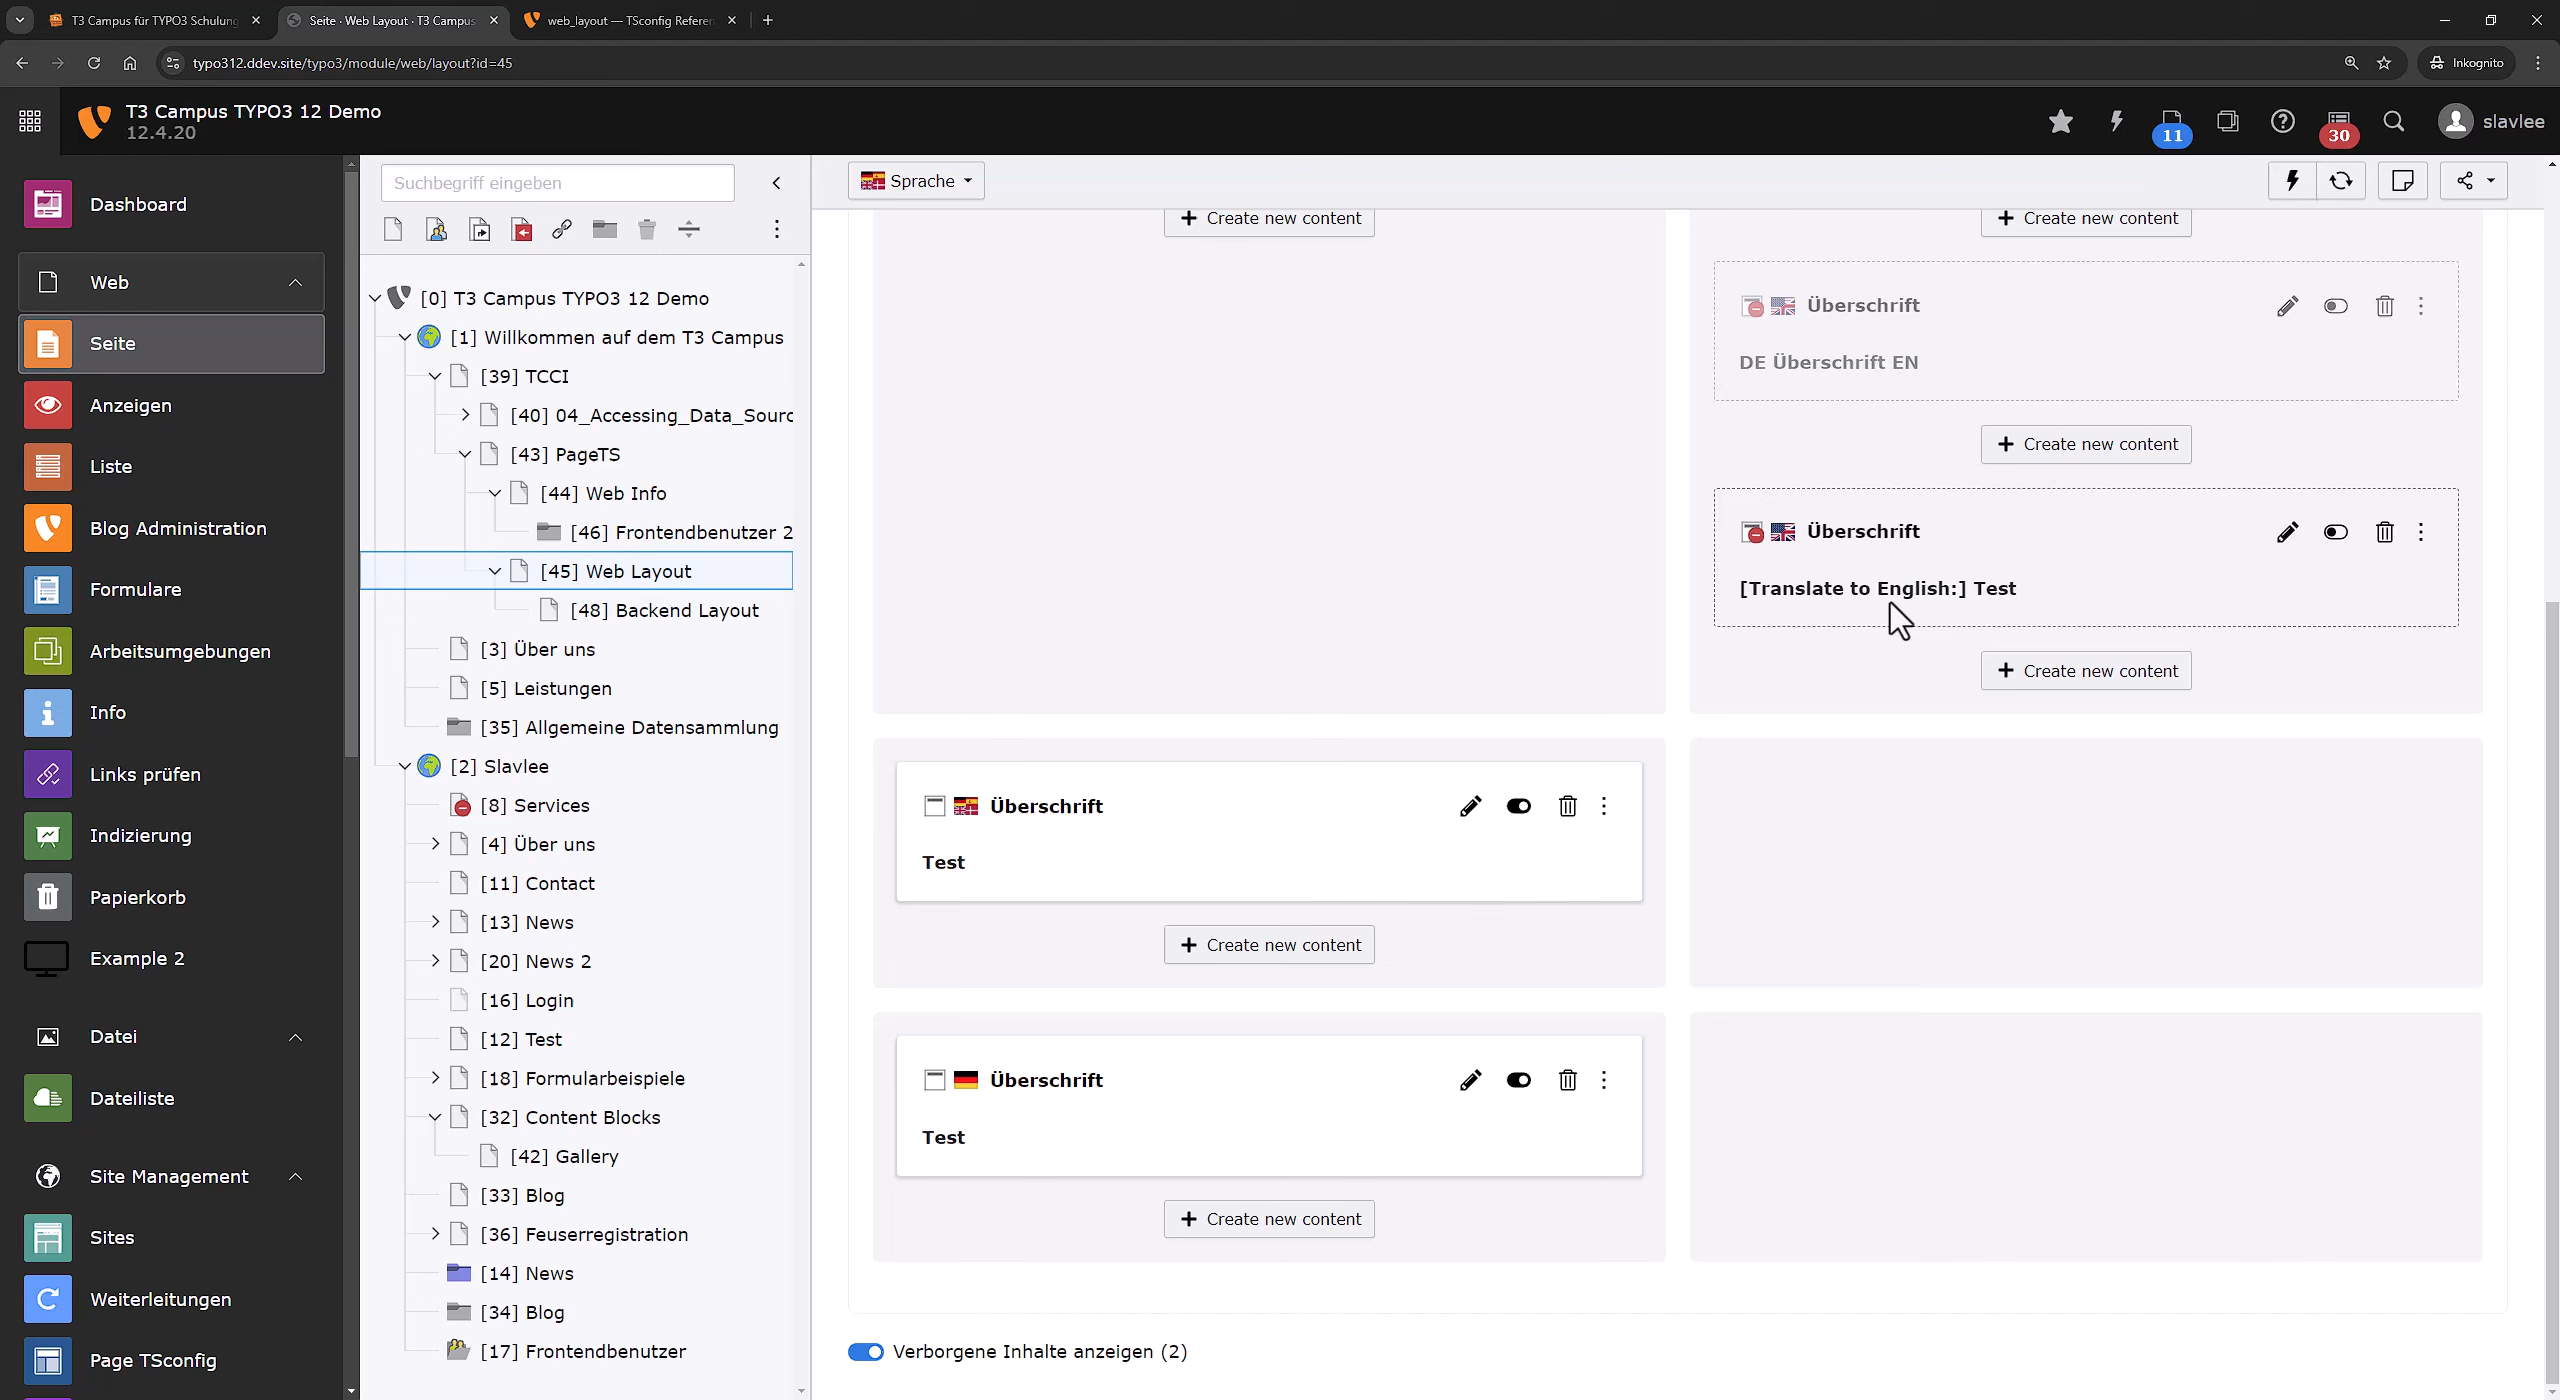 T3 Campus für TYPO3 Schulung
Seite · Web Layout · T3 Campus
web_layout — TSconfig Referen
typo312.ddev.site/typo3/module/web/layout?id=45
Inkognito
T3 Campus TYPO3 12 Demo
12.4.20
11
30
slavlee
Dashboard
Web
Seite
Anzeigen
Liste
Blog Administration
Formulare
Arbeitsumgebungen
Info
Links prüfen
Indizierung
Papierkorb
Example 2
Datei
Dateiliste
Site Management
Sites
Weiterleitungen
Page TSconfig
Suchbegriff eingeben
[0] T3 Campus TYPO3 12 Demo
[1] Willkommen auf dem T3 Campus
[39] TCCI
[40] 04_Accessing_Data_Sourc
[43] PageTS
[44] Web Info
[46] Frontendbenutzer 2
[45] Web Layout
[48] Backend Layout
[3] Über uns
[5] Leistungen
[35] Allgemeine Datensammlung
[2] Slavlee
[8] Services
[4] Über uns
[11] Contact
[13] News
[20] News 2
[16] Login
[12] Test
[18] Formularbeispiele
[32] Content Blocks
[42] Gallery
[33] Blog
[36] Feuserregistration
[14] News
[34] Blog
[17] Frontendbenutzer
Sprache
Create new content
Create new content
Überschrift
DE Überschrift EN
Create new content
Überschrift
[Translate to English:] Test
Create new content
Überschrift
Test
Create new content
Überschrift
Test
Create new content
Verborgene Inhalte anzeigen (2)